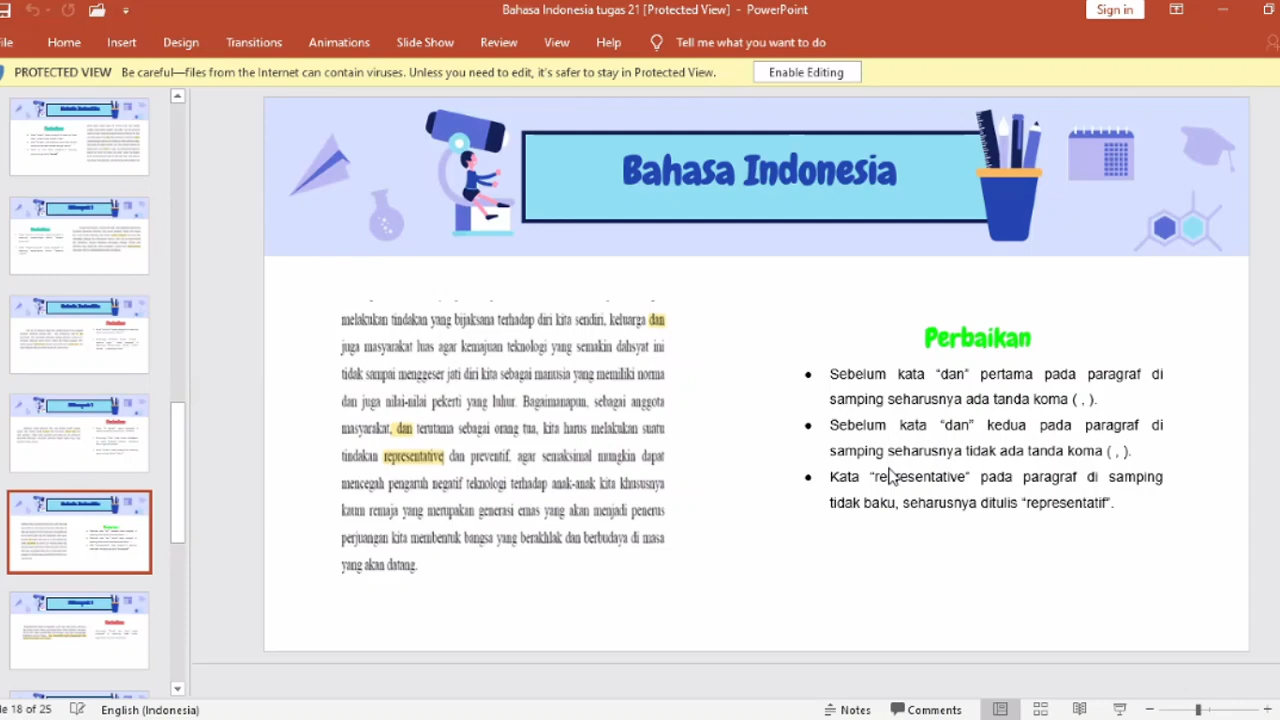 Bahasa Indonesia tugas 21 [Protected View] - PowerPoint
Sign in
ile Home Insert Design Transitions Animations Slide Show Review View Help Tell me what you want to do
PROTECTED VIEW Be careful—files from the Internet can contain viruses. Unless you need to edit, it's safer to stay in Protected View. Enable Editing
Bahasa Indonesia
melakukan tindakan yang bijaksana terhadap diri kita sendiri, keluarga dan
juga masyarakat luas agar kemajuan teknologi yang semakin dahsyat ini
tidak sampai menggeser jati diri kita sebagai manusia yang memiliki norma
dan juga nilai-nilai pekerti yang luhur. Bagaimanapun, sebagai anggota
masyarakat, dan terutama sebagai orang tua, kita harus melakukan suatu
tindakan representative dan preventif, agar semaksimal mungkin dapat
mencegah pengaruh negatif teknologi terhadap anak-anak kita khususnya
kaum remaja yang merupakan generasi emas yang akan menjadi penerus
perjuangan kita membentuk bangsa yang berakhlak dan berbudaya di masa
yang akan datang.
Perbaikan
• Sebelum kata “dan” pertama pada paragraf di
samping seharusnya ada tanda koma ( , ).
• Sebelum kata “dan” kedua pada paragraf di
samping seharusnya tidak ada tanda koma ( , ).
• Kata “representative” pada paragraf di samping
tidak baku, seharusnya ditulis “representatif”.
le 18 of 25 English (Indonesia) Notes Comments